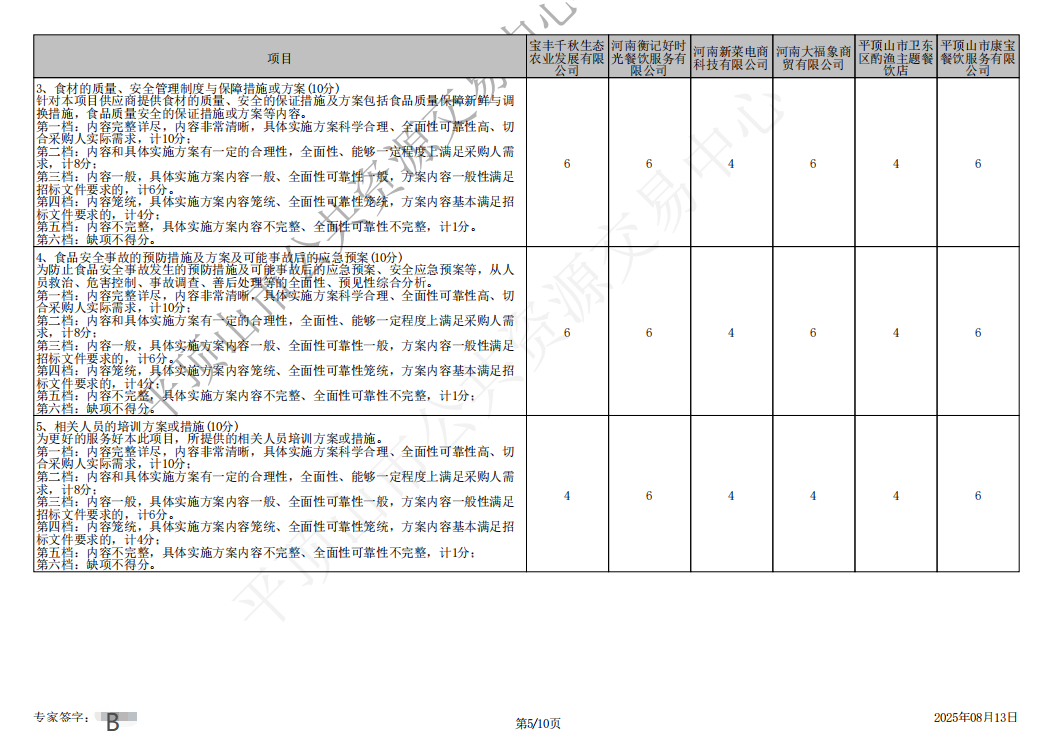 项目
宝丰千秋生态
农业发展有限
公司
河南衡记好时
光餐饮服务有
限公司
河南新菜电商
科技有限公司
河南大福象商
贸有限公司
平顶山市卫东
区酌渔主题餐
饮店
平顶山市康宝
餐饮服务有限
公司
3、食材的质量、安全管理制度与保障措施或方案(10分)
针对本项目供应商提供食材的质量、安全的保证措施及方案包括食品质量保障新鲜与调
换措施，食品质量安全的保证措施或方案等内容。
第一档：内容完整详尽，内容非常清晰，具体实施方案科学合理、全面性可靠性高、切
合采购人实际需求，计10分；
第二档：内容和具体实施方案有一定的合理性，全面性、能够一定程度上满足采购人需
求，计8分；
第三档：内容一般，具体实施方案内容一般、全面性可靠性一般，方案内容一般性满足
招标文件要求的，计6分。
第四档：内容笼统，具体实施方案内容笼统、全面性可靠性笼统，方案内容基本满足招
标文件要求的，计4分；
第五档：内容不完整，具体实施方案内容不完整、全面性可靠性不完整，计1分。
第六档：缺项不得分。
6 6 4 6 4 6
4、食品安全事故的预防措施及方案及可能事故后的应急预案(10分)
为防止食品安全事故发生的预防措施及可能事故后的应急预案、安全应急预案等，从人
员救治、危害控制、事故调查、善后处理等的全面性、预见性综合分析。
第一档：内容完整详尽，内容非常清晰，具体实施方案科学合理、全面性可靠性高、切
合采购人实际需求，计10分；
第二档：内容和具体实施方案有一定的合理性，全面性、能够一定程度上满足采购人需
求，计8分；
第三档：内容一般，具体实施方案内容一般、全面性可靠性一般，方案内容一般性满足
招标文件要求的，计6分。
第四档：内容笼统，具体实施方案内容笼统、全面性可靠性笼统，方案内容基本满足招
标文件要求的，计4分；
第五档：内容不完整，具体实施方案内容不完整、全面性可靠性不完整，计1分；
第六档：缺项不得分。
6 6 4 6 4 6
5、相关人员的培训方案或措施(10分)
为更好的服务好本此项目，所提供的相关人员培训方案或措施。
第一档：内容完整详尽，内容非常清晰，具体实施方案科学合理、全面性可靠性高、切
合采购人实际需求，计10分；
第二档：内容和具体实施方案有一定的合理性，全面性、能够一定程度上满足采购人需
求，计8分；
第三档：内容一般，具体实施方案内容一般、全面性可靠性一般，方案内容一般性满足
招标文件要求的，计6分。
第四档：内容笼统，具体实施方案内容笼统、全面性可靠性笼统，方案内容基本满足招
标文件要求的，计4分；
第五档：内容不完整，具体实施方案内容不完整、全面性可靠性不完整，计1分；
第六档：缺项不得分。
4 6 4 4 4 6
平顶山市公共资源交易中心
平顶山市公共资源交易中心
专家签字：B
第5/10页
2025年08月13日